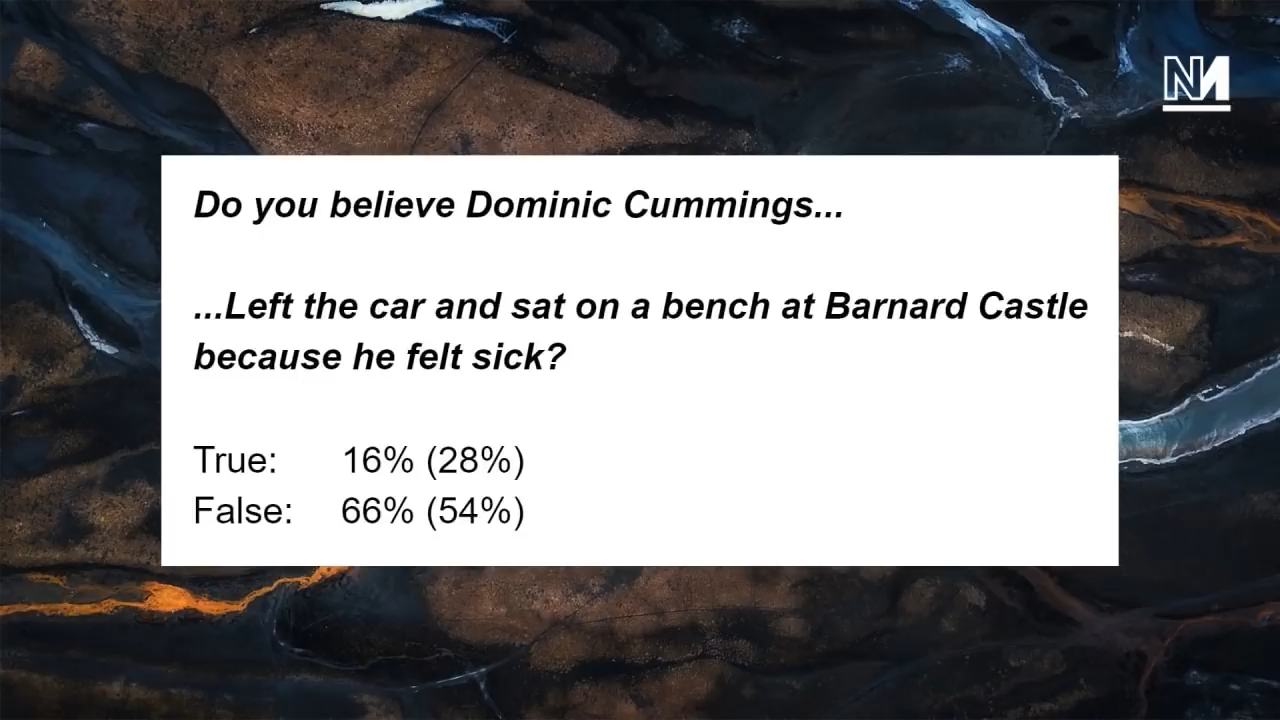 NM
Do you believe Dominic Cummings...
...Left the car and sat on a bench at Barnard Castle
because he felt sick?
True: 16% (28%)
False: 66% (54%)